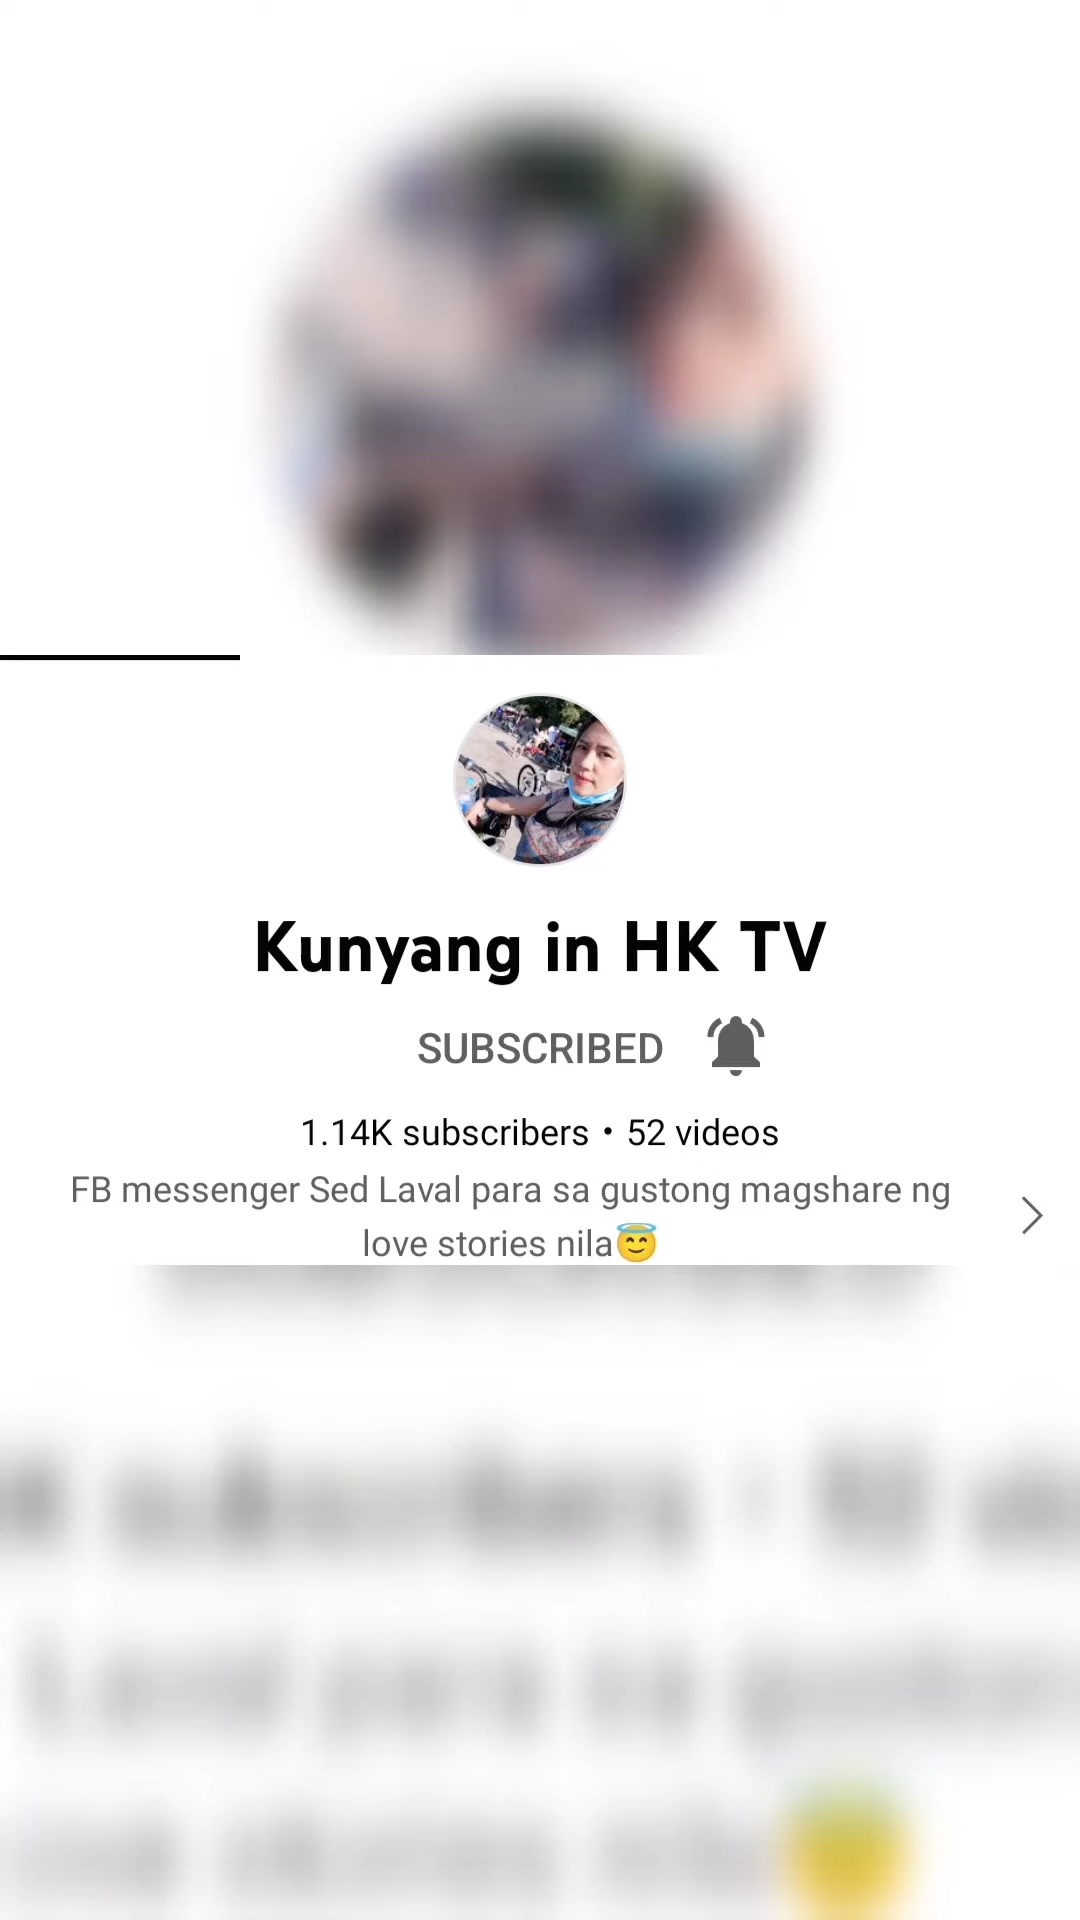 Kunyang in HK TV
SUBSCRIBED
1.14K subscribers • 52 videos
FB messenger Sed Laval para sa gustong magshare ng
love stories nila😇